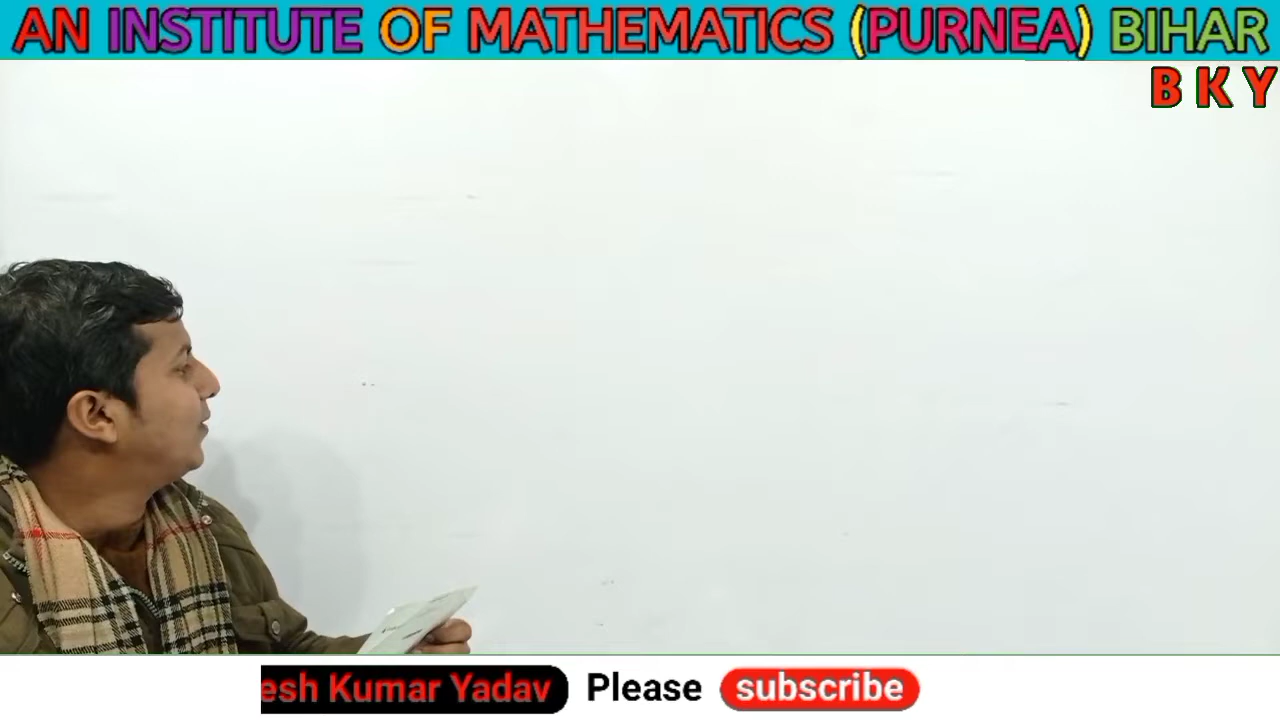 AN INSTITUTE OF MATHEMATICS (PURNEA) BIHAR
B K Y
esh Kumar Yadav Please subscribe